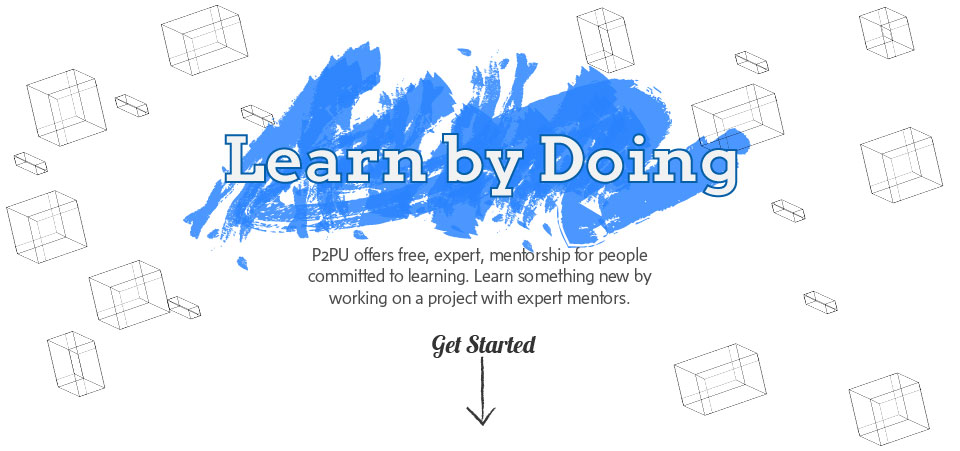 Learn by Doing
P2PU offers free, expert, mentorship for people
committed to learning. Learn something new by
working on a project with expert mentors.
Get Started